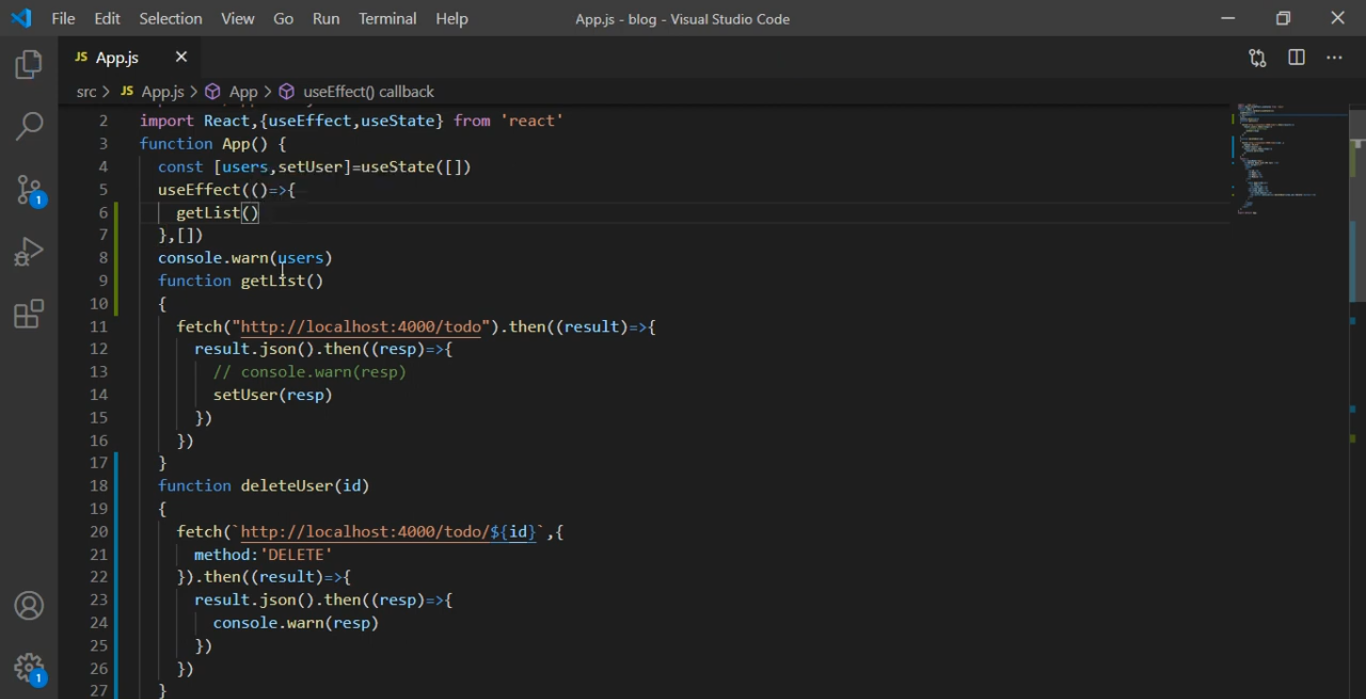 File Edit Selection View Go Run Terminal Help App.js - blog - Visual Studio Code
JS App.js
src > JS App.js > App > useEffect() callback
2 import React,{useEffect,useState} from 'react'
3 function App() {
4 const [users,setUser]=useState([])
5 useEffect(()=>{
6 getList()
7 },[])
8 console.warn(users)
9 function getList()
10 {
11 fetch("http://localhost:4000/todo").then((result)=>{
12 result.json().then((resp)=>{
13 // console.warn(resp)
14 setUser(resp)
15 })
16 })
17 }
18 function deleteUser(id)
19 {
20 fetch(`http://localhost:4000/todo/${id}`,{
21 method:'DELETE'
22 }).then((result)=>{
23 result.json().then((resp)=>{
24 console.warn(resp)
25 })
26 })
27 }
1
1